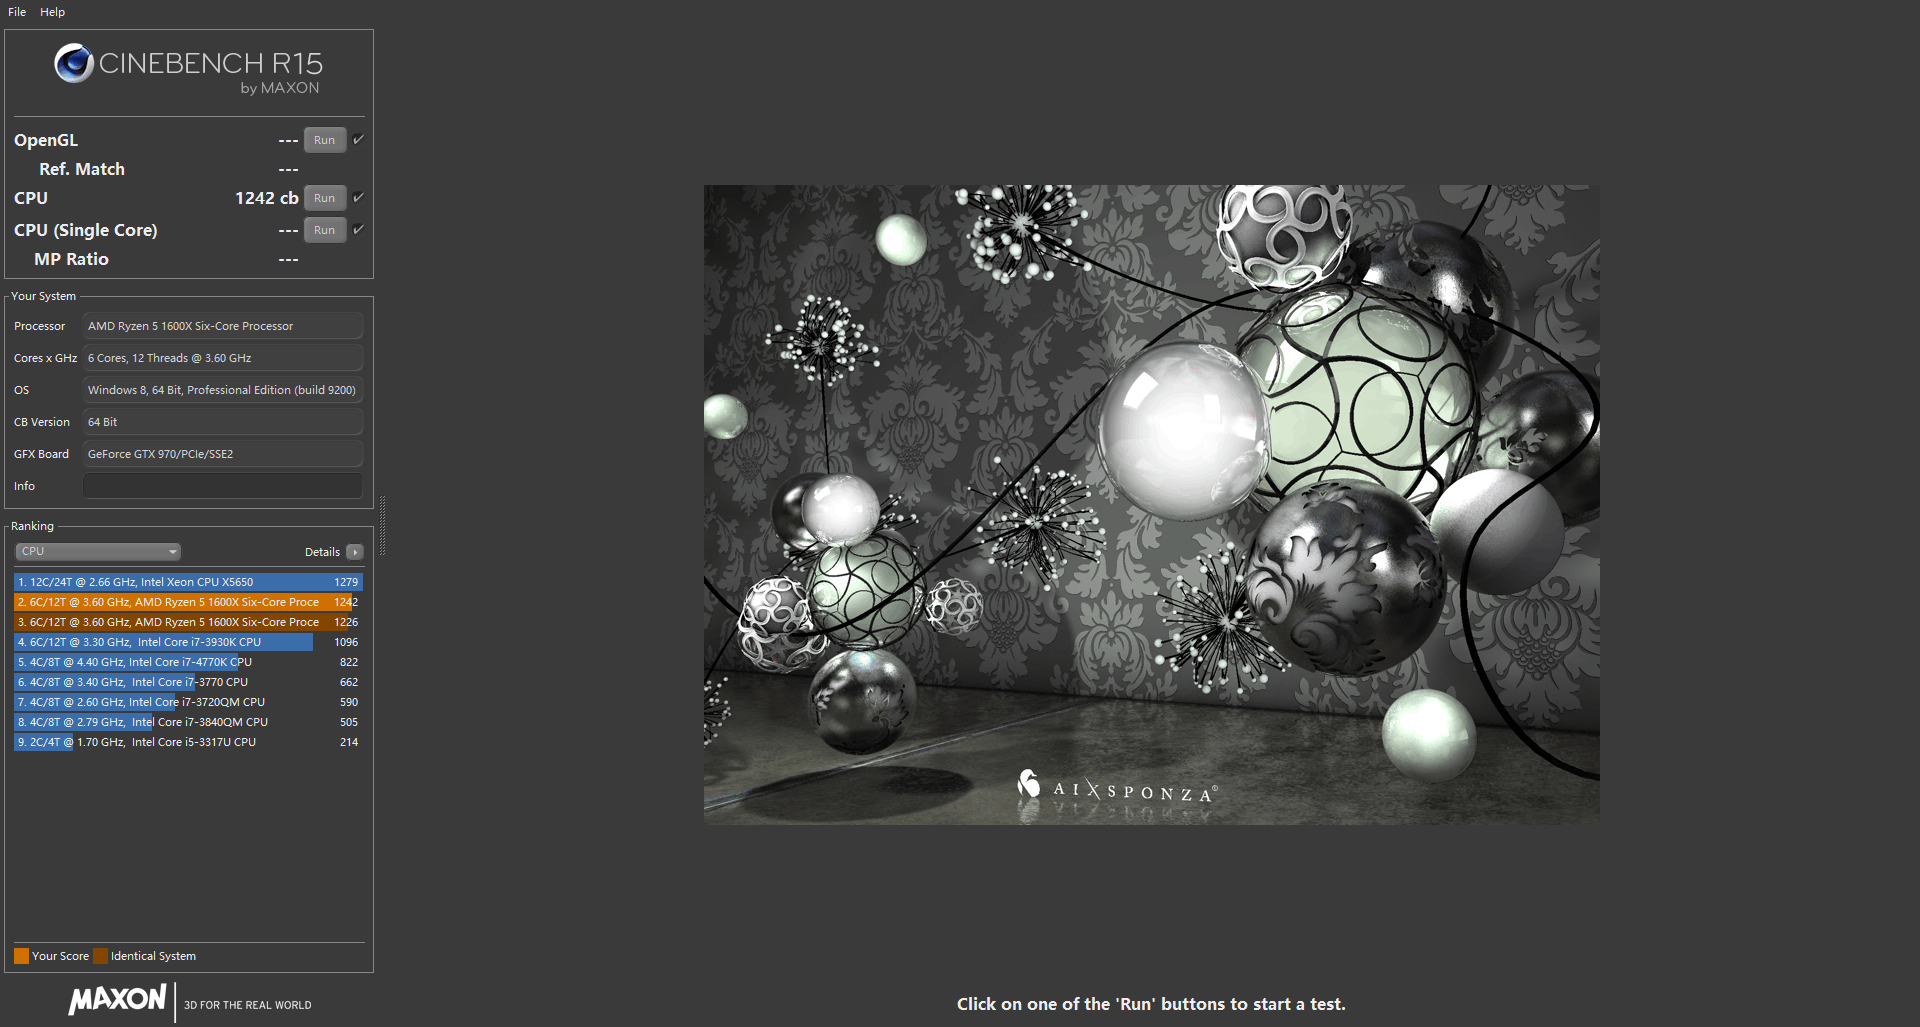 File Help
CINEBENCH R15
by MAXON
OpenGL --- Run
Ref. Match ---
CPU 1242 cb Run
CPU (Single Core) --- Run
MP Ratio ---
Your System
Processor AMD Ryzen 5 1600X Six-Core Processor
Cores x GHz 6 Cores, 12 Threads @ 3.60 GHz
OS Windows 8, 64 Bit, Professional Edition (build 9200)
CB Version 64 Bit
GFX Board GeForce GTX 970/PCIe/SSE2
Info
Ranking
CPU Details
1. 12C/24T @ 2.66 GHz, Intel Xeon CPU X5650 1279
2. 6C/12T @ 3.60 GHz, AMD Ryzen 5 1600X Six-Core Proce 1242
3. 6C/12T @ 3.60 GHz, AMD Ryzen 5 1600X Six-Core Proce 1226
4. 6C/12T @ 3.30 GHz, Intel Core i7-3930K CPU 1096
5. 4C/8T @ 4.40 GHz, Intel Core i7-4770K CPU 822
6. 4C/8T @ 3.40 GHz, Intel Core i7-3770 CPU 662
7. 4C/8T @ 2.60 GHz, Intel Core i7-3720QM CPU 590
8. 4C/8T @ 2.79 GHz, Intel Core i7-3840QM CPU 505
9. 2C/4T @ 1.70 GHz, Intel Core i5-3317U CPU 214
Your Score Identical System
MAXON 3D FOR THE REAL WORLD
AIXSPONZA®
Click on one of the 'Run' buttons to start a test.